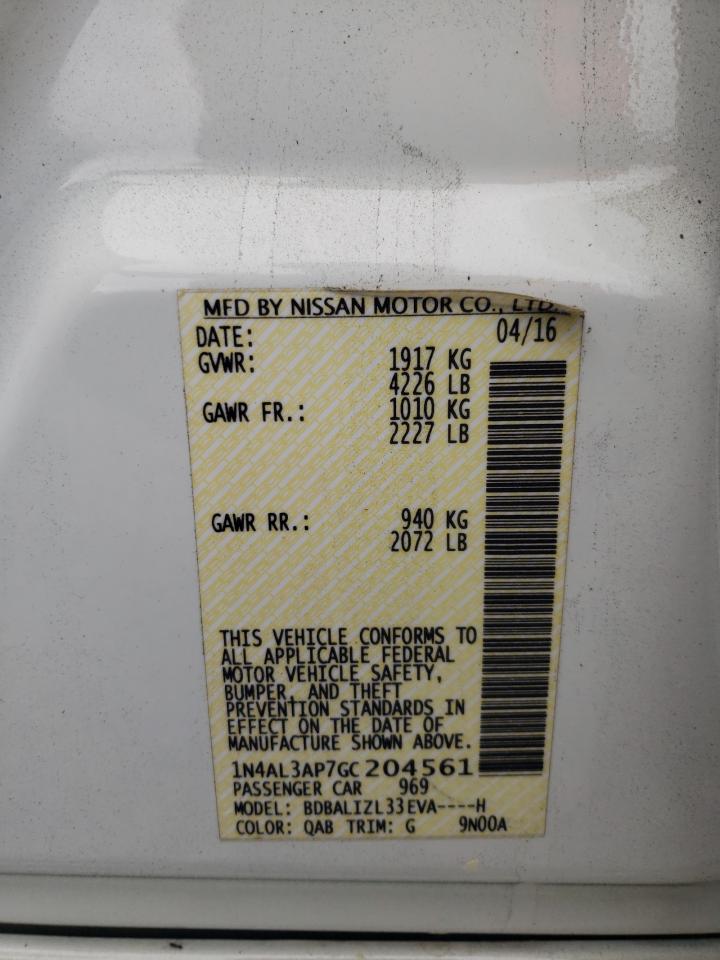 MFD BY NISSAN MOTOR CO., LTD.
DATE: 04/16
GVWR: 1917 KG
4226 LB
GAWR FR.: 1010 KG
2227 LB
GAWR RR.: 940 KG
2072 LB
THIS VEHICLE CONFORMS TO
ALL APPLICABLE FEDERAL
MOTOR VEHICLE SAFETY,
BUMPER, AND THEFT
PREVENTION STANDARDS IN
EFFECT ON THE DATE OF
MANUFACTURE SHOWN ABOVE.
1N4AL3AP7GC204561
PASSENGER CAR 969
MODEL: BDBALIZL33EVA----H
COLOR: QAB TRIM: G 9N00A